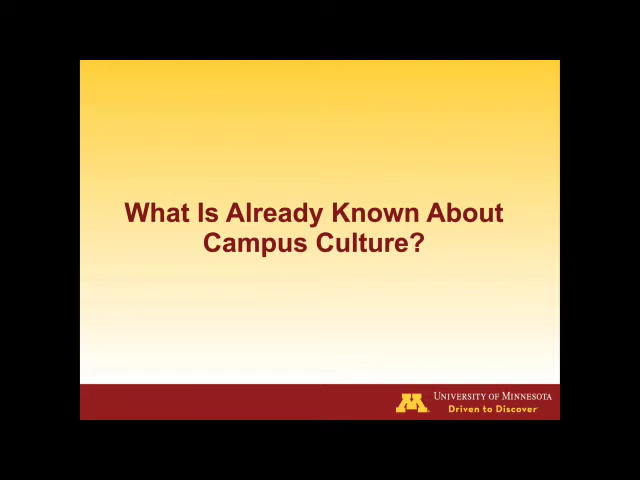 What Is Already Known About
Campus Culture?
M
UNIVERSITY OF MINNESOTA
Driven to Discover